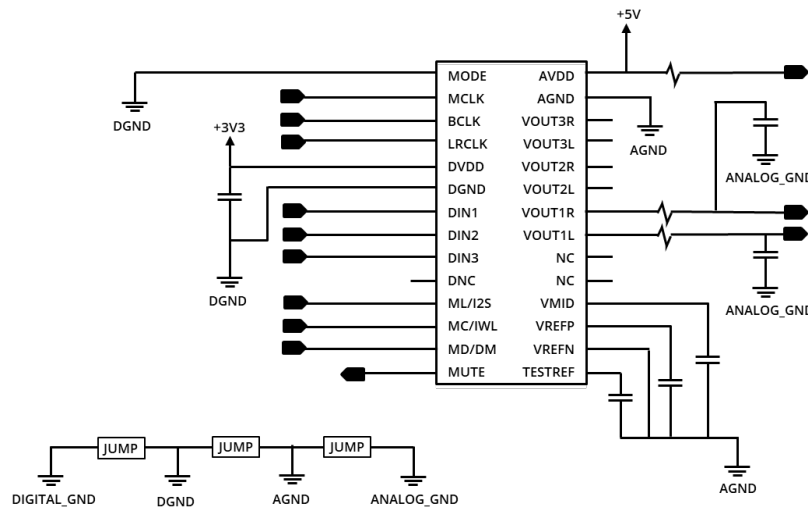 +5V
MODE AVDD
MCLK AGND
BCLK VOUT3R
DGND
+3V3
LRCLK VOUT3L
AGND
DVDD VOUT2R
ANALOG_GND
DGND VOUT2L
DIN1 VOUT1R
DIN2 VOUT1L
DIN3 NC
DNC NC
DGND
ML/I2S VMID
ANALOG_GND
MC/IWL VREFP
MD/DM VREFN
MUTE TESTREF
JUMP JUMP JUMP
DIGITAL_GND DGND AGND ANALOG_GND
AGND